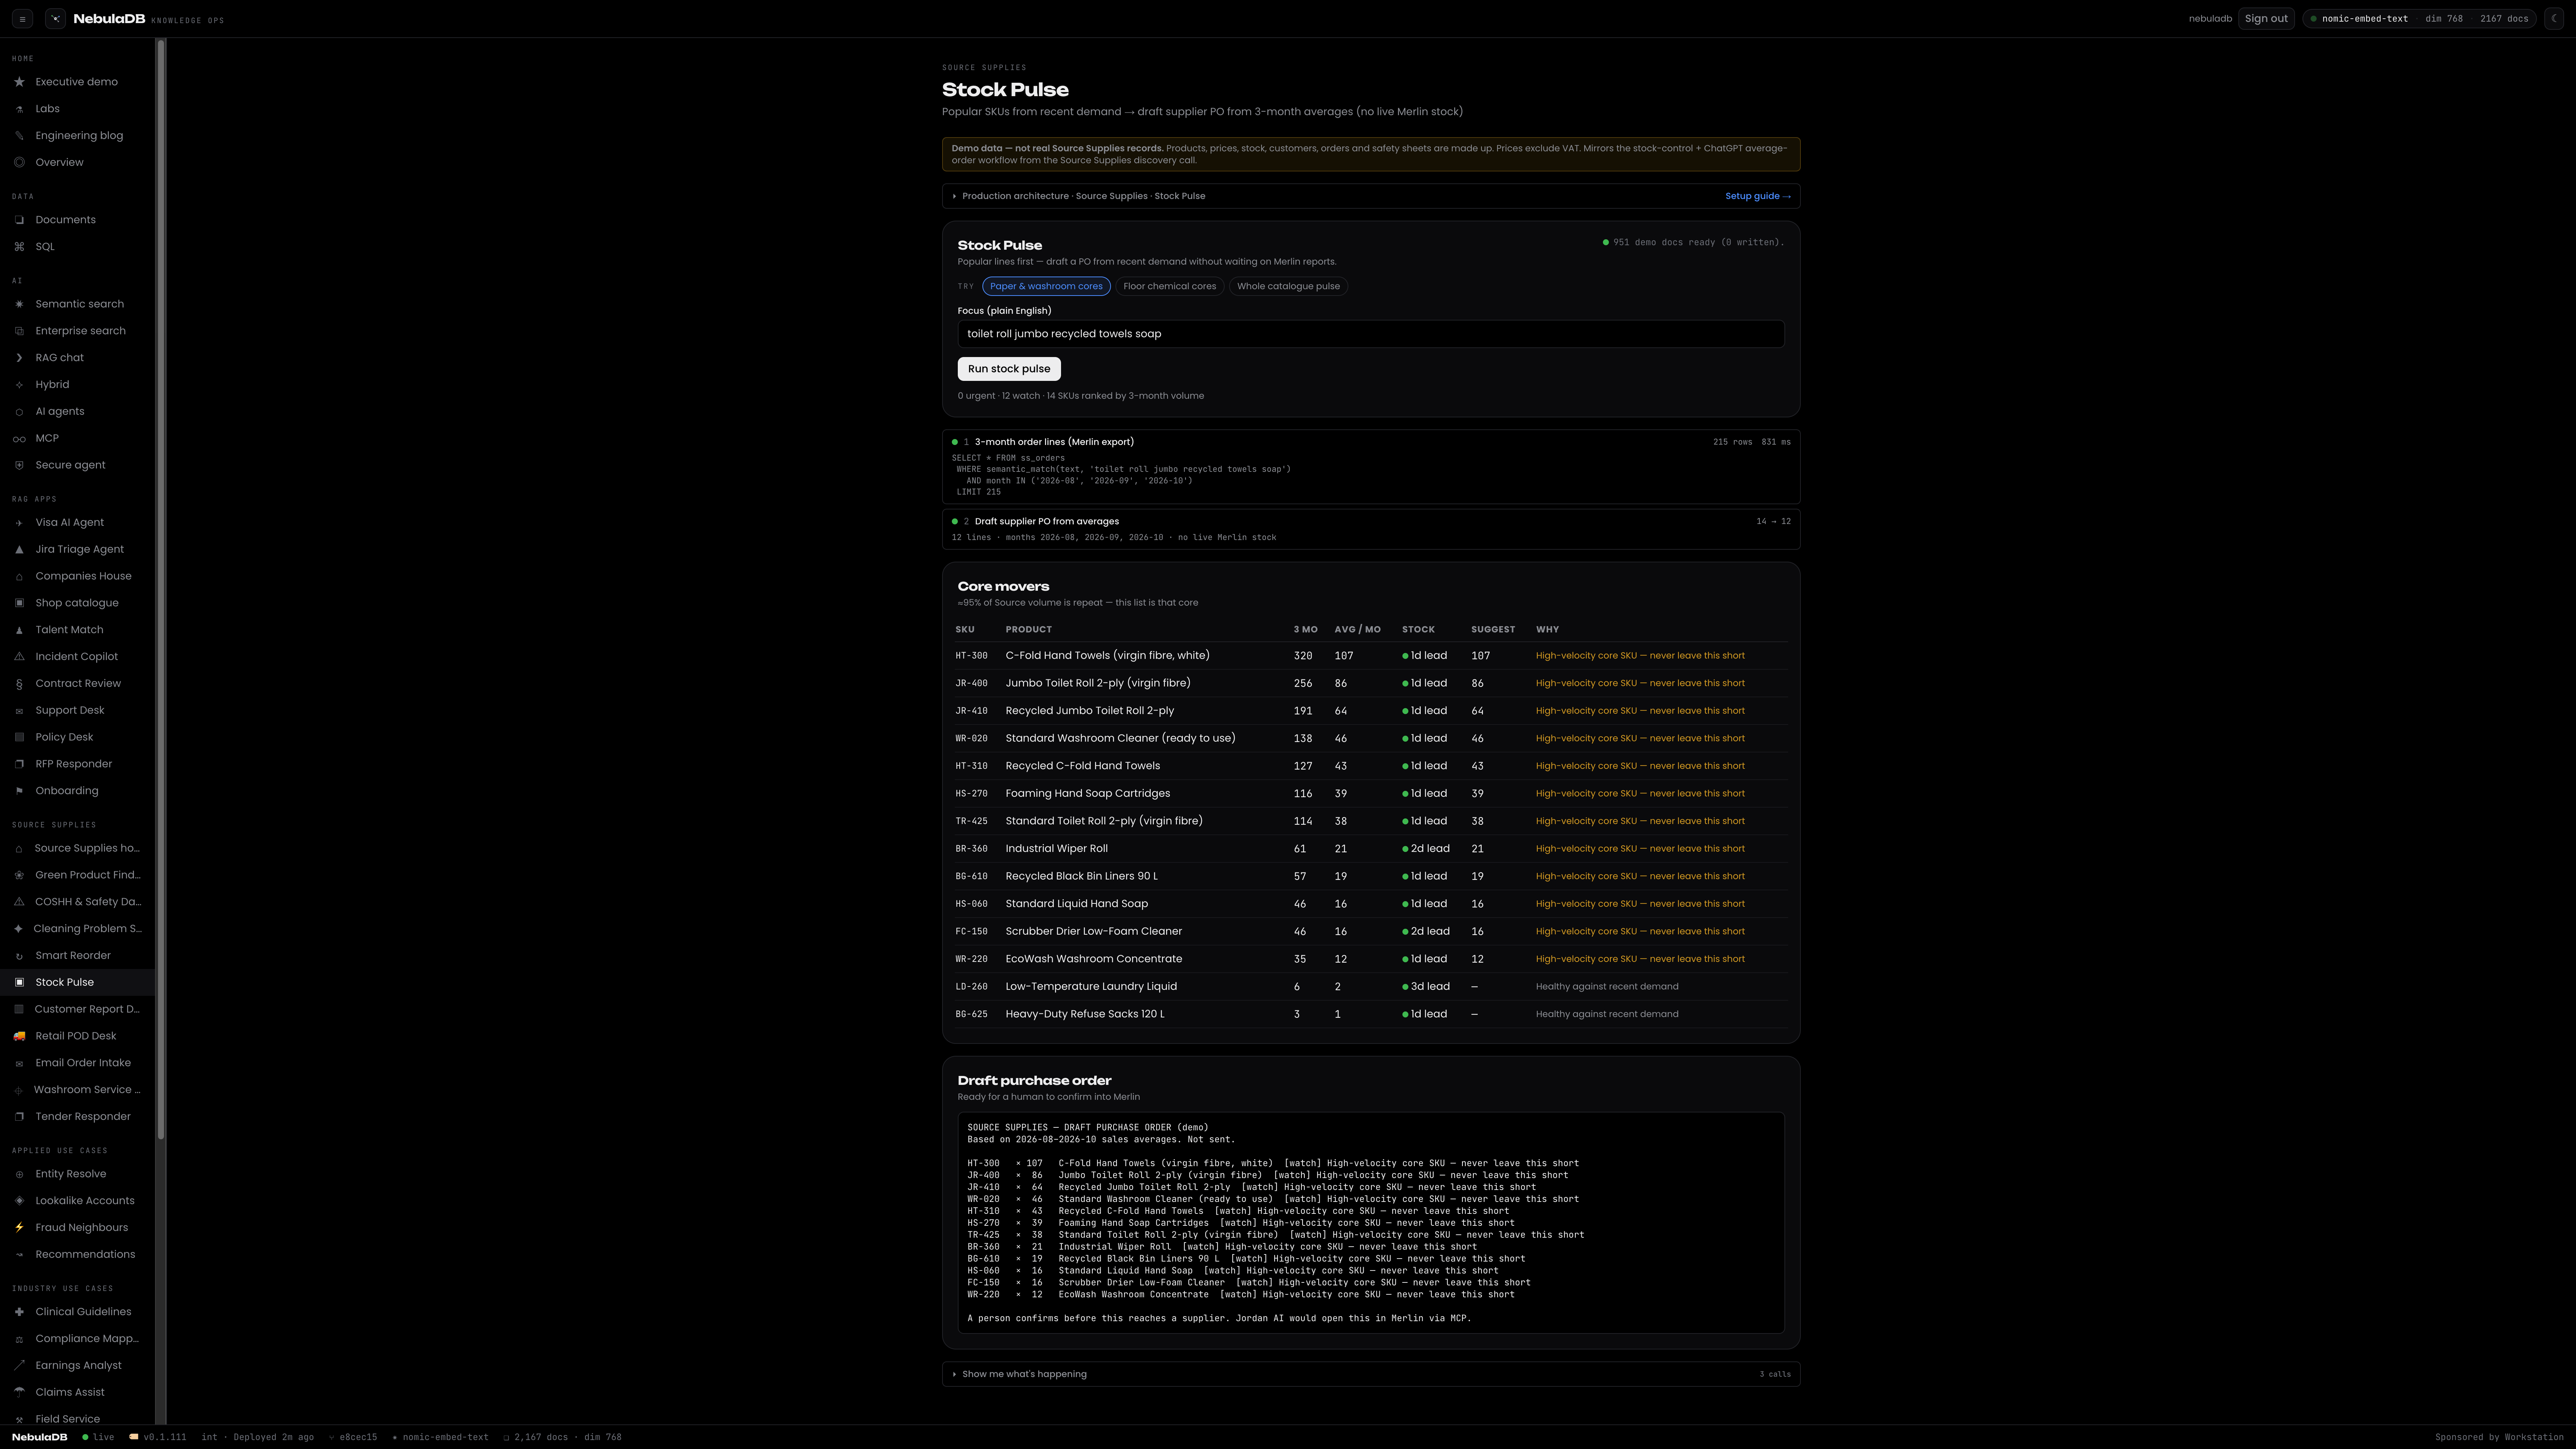 NebulaDB KNOWLEDGE OPS
nebuladb Sign out nomic-embed-text · dim 768 · 2167 docs
HOME
Executive demo
Labs
Engineering blog
Overview
DATA
Documents
SQL
AI
Semantic search
Enterprise search
RAG chat
Hybrid
AI agents
MCP
Secure agent
RAG APPS
Visa AI Agent
Jira Triage Agent
Companies House
Shop catalogue
Talent Match
Incident Copilot
Contract Review
Support Desk
Policy Desk
RFP Responder
Onboarding
SOURCE SUPPLIES
Source Supplies ho...
Green Product Find...
COSHH & Safety Da...
Cleaning Problem S...
Smart Reorder
Stock Pulse
Customer Report D...
Retail POD Desk
Email Order Intake
Washroom Service ...
Tender Responder
APPLIED USE CASES
Entity Resolve
Lookalike Accounts
Fraud Neighbours
Recommendations
INDUSTRY USE CASES
Clinical Guidelines
Compliance Mapp...
Earnings Analyst
Claims Assist
Field Service
SOURCE SUPPLIES
Stock Pulse
Popular SKUs from recent demand → draft supplier PO from 3-month averages (no live Merlin stock)
Demo data — not real Source Supplies records. Products, prices, stock, customers, orders and safety sheets are made up. Prices exclude VAT. Mirrors the stock-control + ChatGPT average-
order workflow from the Source Supplies discovery call.
Production architecture · Source Supplies · Stock Pulse Setup guide →
Stock Pulse 951 demo docs ready (0 written).
Popular lines first — draft a PO from recent demand without waiting on Merlin reports.
TRY Paper & washroom cores Floor chemical cores Whole catalogue pulse
Focus (plain English)
toilet roll jumbo recycled towels soap
Run stock pulse
0 urgent · 12 watch · 14 SKUs ranked by 3-month volume
1 3-month order lines (Merlin export) 215 rows 831 ms
SELECT * FROM ss_orders
WHERE semantic_match(text, 'toilet roll jumbo recycled towels soap')
AND month IN ('2026-08', '2026-09', '2026-10')
LIMIT 215
2 Draft supplier PO from averages 14 → 12
12 lines · months 2026-08, 2026-09, 2026-10 · no live Merlin stock
Core movers
≈95% of Source volume is repeat — this list is that core
SKU PRODUCT 3 MO AVG / MO STOCK SUGGEST WHY
HT-300 C-Fold Hand Towels (virgin fibre, white) 320 107 1d lead 107 High-velocity core SKU — never leave this short
JR-400 Jumbo Toilet Roll 2-ply (virgin fibre) 256 86 1d lead 86 High-velocity core SKU — never leave this short
JR-410 Recycled Jumbo Toilet Roll 2-ply 191 64 1d lead 64 High-velocity core SKU — never leave this short
WR-020 Standard Washroom Cleaner (ready to use) 138 46 1d lead 46 High-velocity core SKU — never leave this short
HT-310 Recycled C-Fold Hand Towels 127 43 1d lead 43 High-velocity core SKU — never leave this short
HS-270 Foaming Hand Soap Cartridges 116 39 1d lead 39 High-velocity core SKU — never leave this short
TR-425 Standard Toilet Roll 2-ply (virgin fibre) 114 38 1d lead 38 High-velocity core SKU — never leave this short
BR-360 Industrial Wiper Roll 61 21 2d lead 21 High-velocity core SKU — never leave this short
BG-610 Recycled Black Bin Liners 90 L 57 19 1d lead 19 High-velocity core SKU — never leave this short
HS-060 Standard Liquid Hand Soap 46 16 1d lead 16 High-velocity core SKU — never leave this short
FC-150 Scrubber Drier Low-Foam Cleaner 46 16 2d lead 16 High-velocity core SKU — never leave this short
WR-220 EcoWash Washroom Concentrate 35 12 1d lead 12 High-velocity core SKU — never leave this short
LD-260 Low-Temperature Laundry Liquid 6 2 3d lead — Healthy against recent demand
BG-625 Heavy-Duty Refuse Sacks 120 L 3 1 1d lead — Healthy against recent demand
Draft purchase order
Ready for a human to confirm into Merlin
SOURCE SUPPLIES — DRAFT PURCHASE ORDER (demo)
Based on 2026-08–2026-10 sales averages. Not sent.
HT-300 × 107 C-Fold Hand Towels (virgin fibre, white) [watch] High-velocity core SKU — never leave this short
JR-400 × 86 Jumbo Toilet Roll 2-ply (virgin fibre) [watch] High-velocity core SKU — never leave this short
JR-410 × 64 Recycled Jumbo Toilet Roll 2-ply [watch] High-velocity core SKU — never leave this short
WR-020 × 46 Standard Washroom Cleaner (ready to use) [watch] High-velocity core SKU — never leave this short
HT-310 × 43 Recycled C-Fold Hand Towels [watch] High-velocity core SKU — never leave this short
HS-270 × 39 Foaming Hand Soap Cartridges [watch] High-velocity core SKU — never leave this short
TR-425 × 38 Standard Toilet Roll 2-ply (virgin fibre) [watch] High-velocity core SKU — never leave this short
BR-360 × 21 Industrial Wiper Roll [watch] High-velocity core SKU — never leave this short
BG-610 × 19 Recycled Black Bin Liners 90 L [watch] High-velocity core SKU — never leave this short
HS-060 × 16 Standard Liquid Hand Soap [watch] High-velocity core SKU — never leave this short
FC-150 × 16 Scrubber Drier Low-Foam Cleaner [watch] High-velocity core SKU — never leave this short
WR-220 × 12 EcoWash Washroom Concentrate [watch] High-velocity core SKU — never leave this short
A person confirms before this reaches a supplier. Jordan AI would open this in Merlin via MCP.
Show me what's happening 3 calls
NebulaDB live v0.1.111 int · Deployed 2m ago e8cec15 nomic-embed-text 2,167 docs · dim 768 Sponsored by Workstation